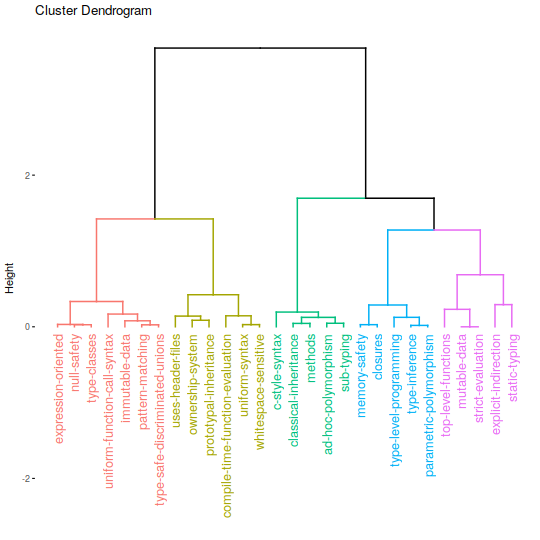 Cluster Dendrogram
Height
2
0
-2
expression-oriented
null-safety
type-classes
uniform-function-call-syntax
immutable-data
pattern-matching
type-safe-discriminated-unions
uses-header-files
ownership-system
prototypal-inheritance
compile-time-function-evaluation
uniform-syntax
whitespace-sensitive
c-style-syntax
classical-inheritance
methods
ad-hoc-polymorphism
sub-typing
memory-safety
closures
type-level-programming
type-inference
parametric-polymorphism
top-level-functions
mutable-data
strict-evaluation
explicit-indirection
static-typing